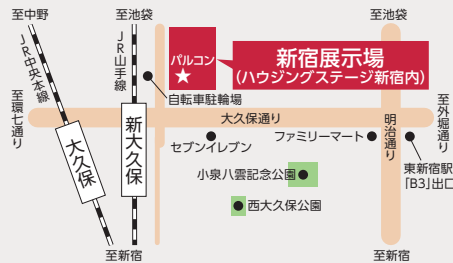 至中野
至池袋
至池袋
JR中央本線
JR山手線
パルコン
新宿展示場
(ハウジングステージ新宿内)
自転車駐輪場
至環七通り
大久保通り
明治通り
至外堀通り
大久保
新大久保
セブンイレブン
ファミリーマート
東新宿駅
「B3」出口
小泉八雲記念公園
西大久保公園
至新宿
至新宿